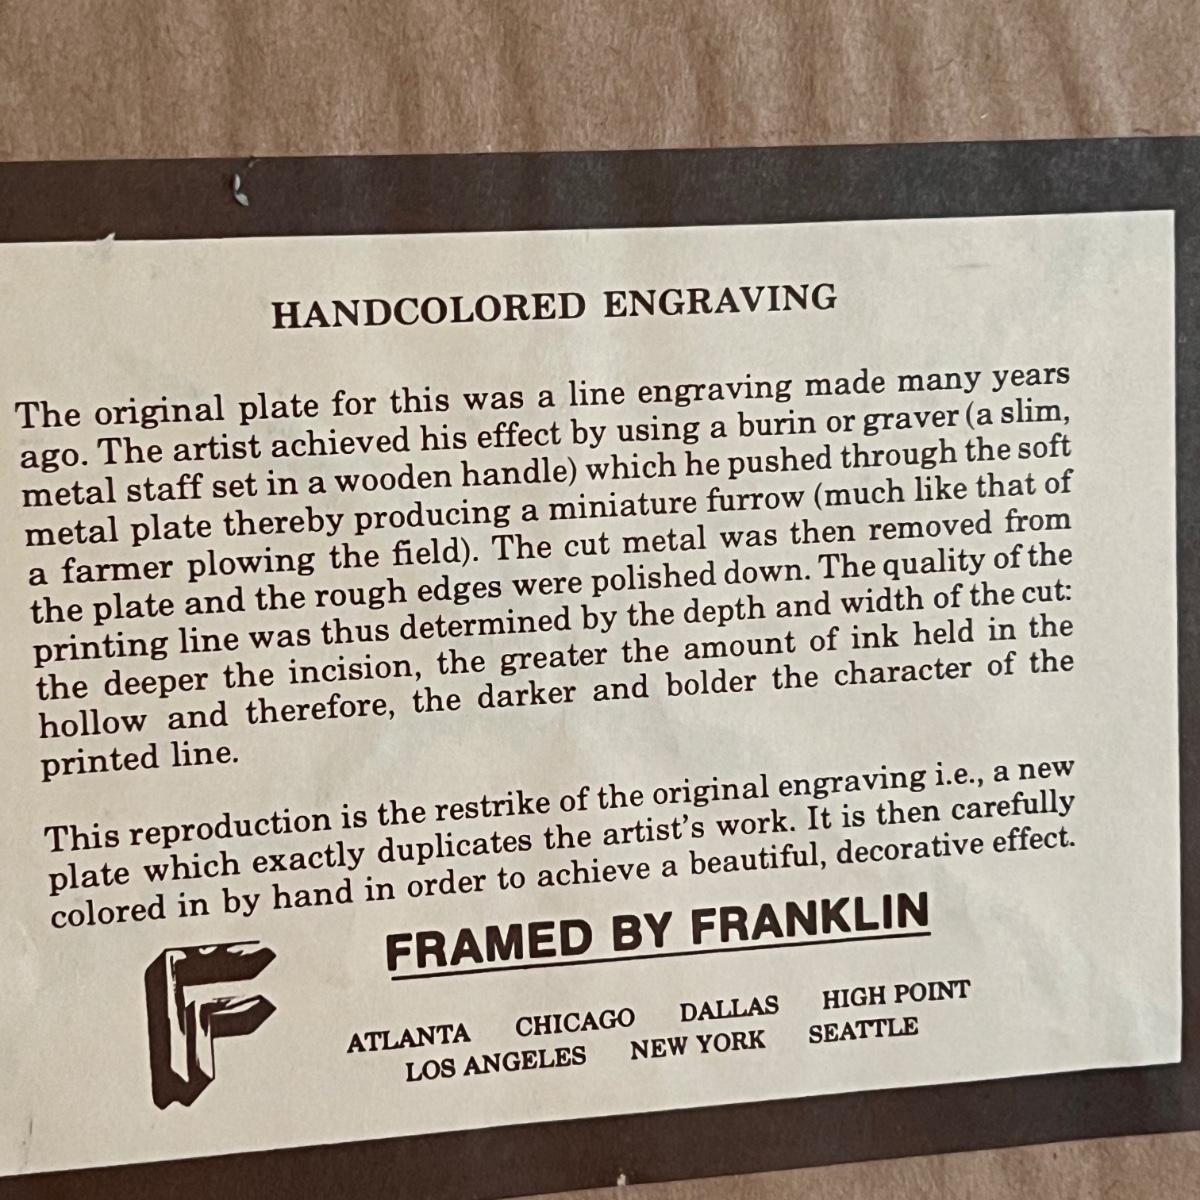 HANDCOLORED ENGRAVING
The original plate for this was a line engraving made many years
ago. The artist achieved his effect by using a burin or graver (a slim,
metal staff set in a wooden handle) which he pushed through the soft
metal plate thereby producing a miniature furrow (much like that of
a farmer plowing the field). The cut metal was then removed from
the plate and the rough edges were polished down. The quality of the
printing line was thus determined by the depth and width of the cut:
the deeper the incision, the greater the amount of ink held in the
hollow and therefore, the darker and bolder the character of the
printed line.
This reproduction is the restrike of the original engraving i.e., a new
plate which exactly duplicates the artist's work. It is then carefully
colored in by hand in order to achieve a beautiful, decorative effect.
F
FRAMED BY FRANKLIN
ATLANTA CHICAGO DALLAS HIGH POINT
LOS ANGELES NEW YORK SEATTLE